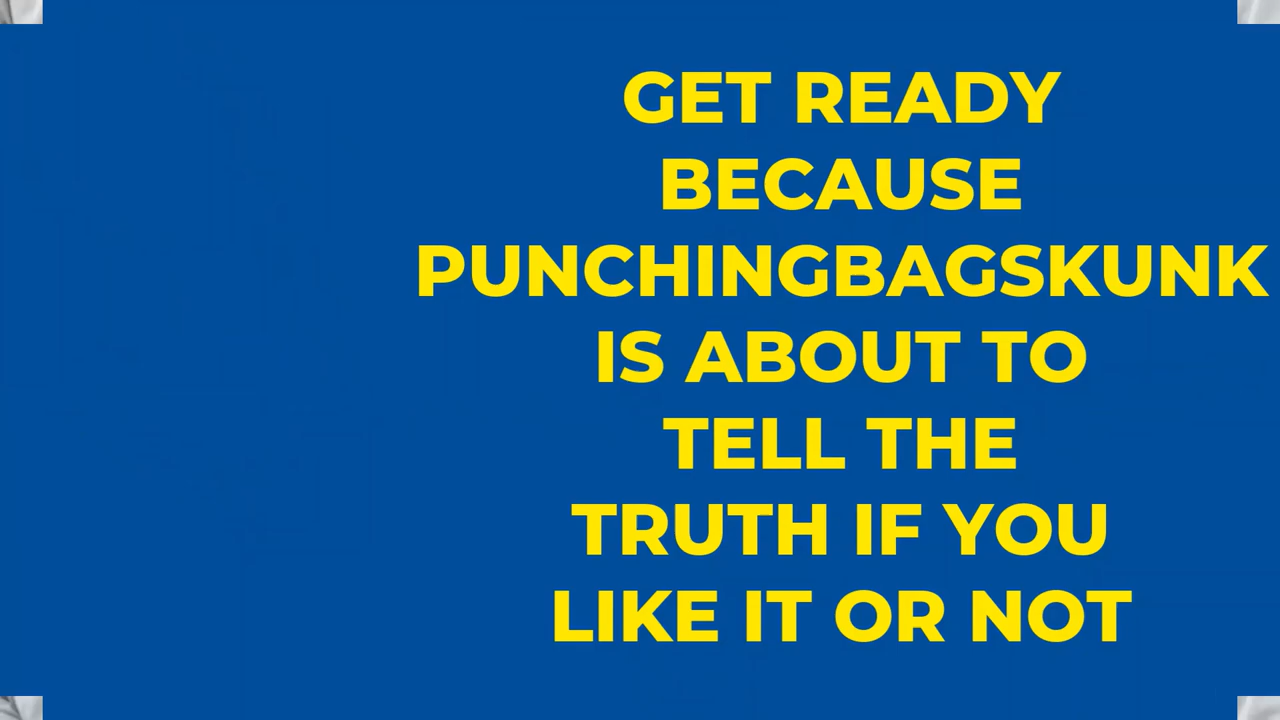 GET READY
BECAUSE
PUNCHINGBAGSKUNK
IS ABOUT TO
TELL THE
TRUTH IF YOU
LIKE IT OR NOT